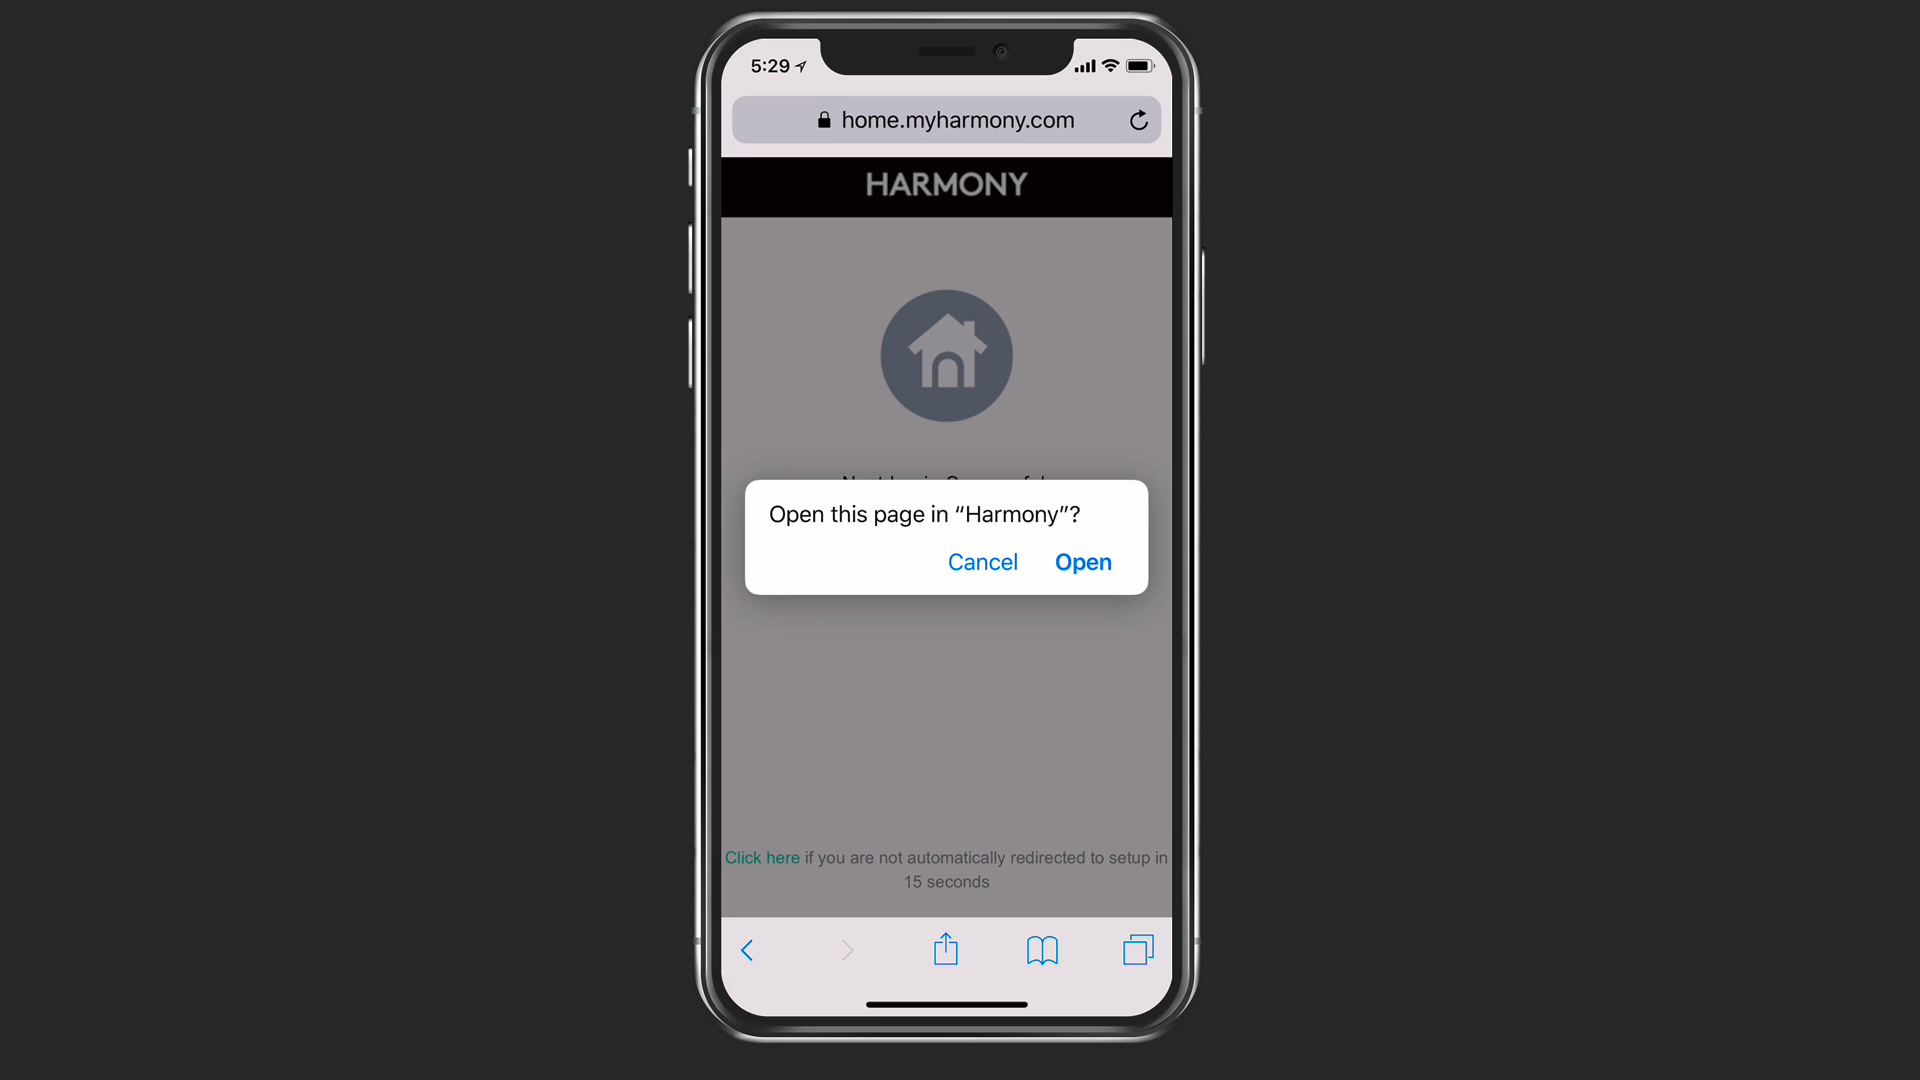 5:29
home.myharmony.com
HARMONY
Open this page in “Harmony”?
Cancel Open
Click here if you are not automatically redirected to setup in
15 seconds